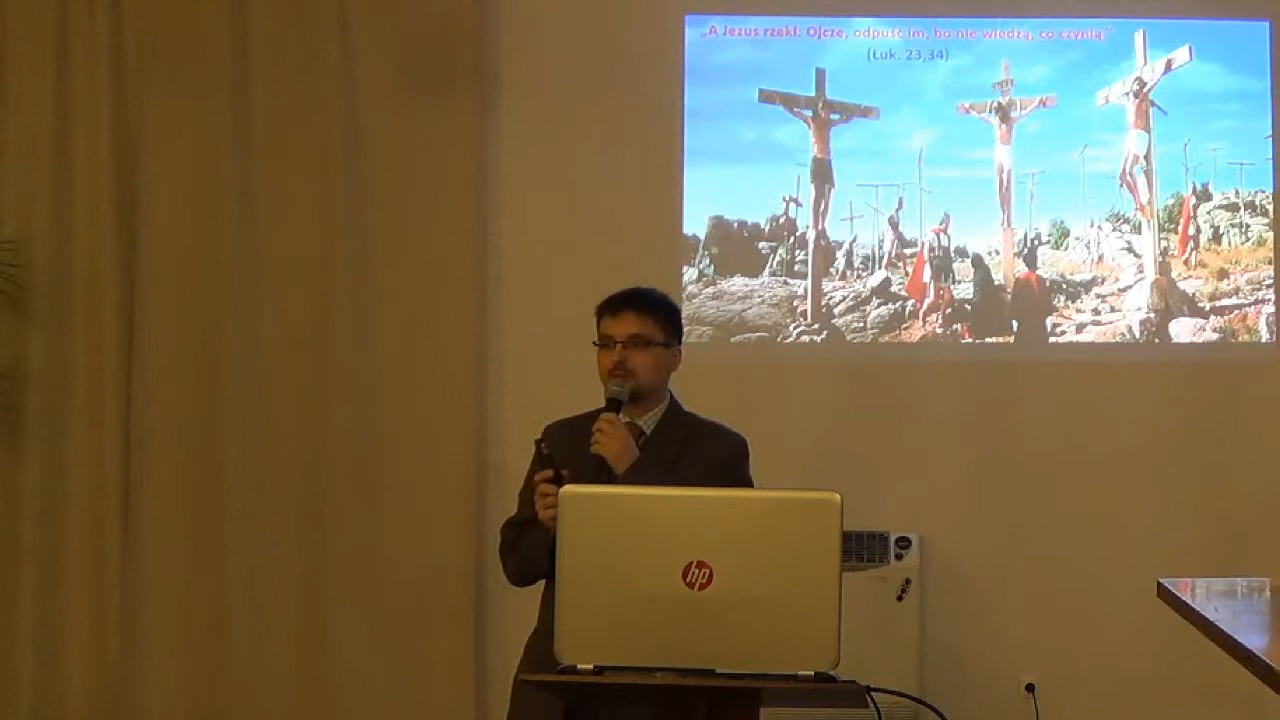 „A Jezus rzekł: Ojcze, odpuść im, bo nie wiedzą, co czynią.”
(Łuk. 23,34)
hp